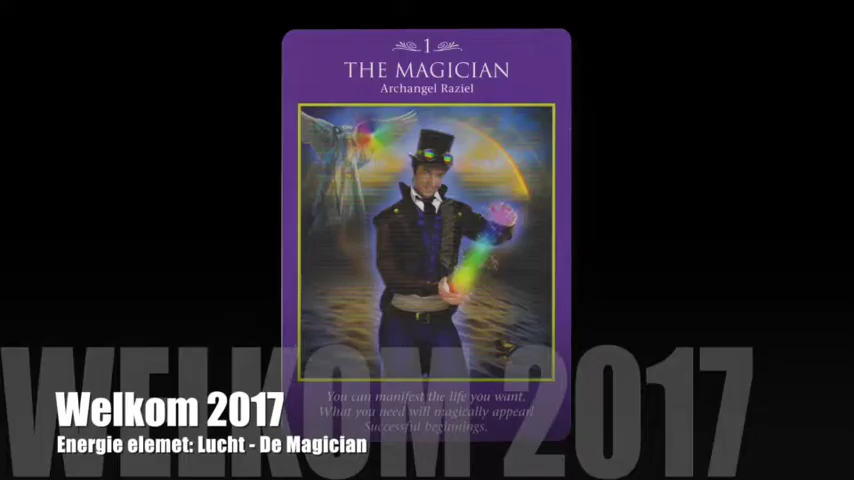 1
THE MAGICIAN
Archangel Raziel
You can manifest the life you want.
What you need will magically appear!
Successful beginnings.
WELKOM 2017
Welkom 2017
Energie elemet: Lucht - De Magician